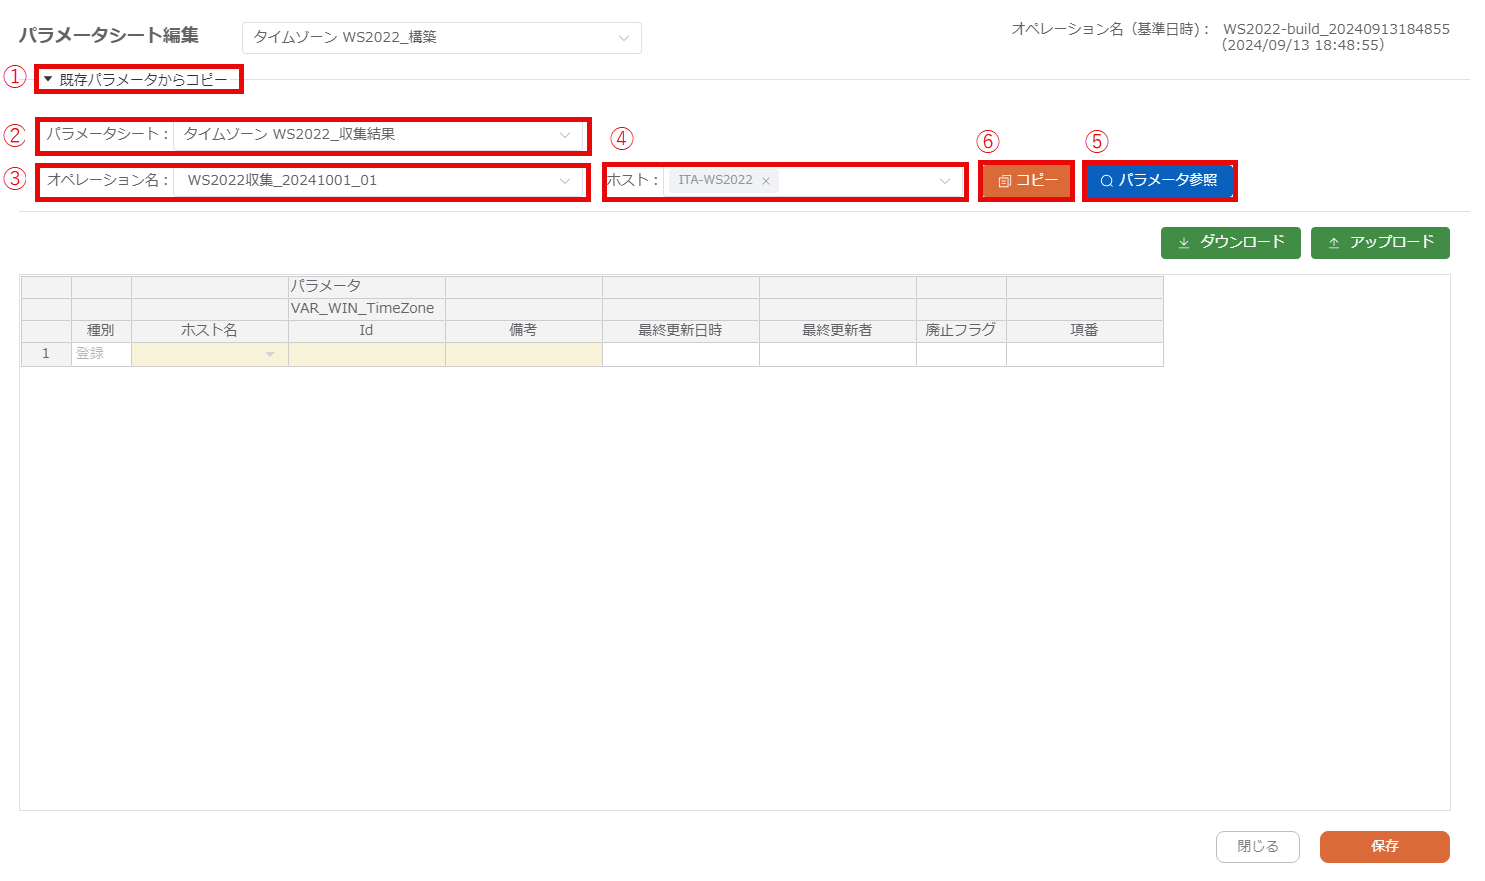 パラメータシート編集
タイムゾーン WS2022_構築
オペレーション名（基準日時）： WS2022-build_20240913184855
（2024/09/13 18:48:55）
① ▼ 既存パラメータからコピー
② パラメータシート： タイムゾーン WS2022_収集結果
③ オペレーション名： WS2022収集_20241001_01
④ ホスト： ITA-WS2022 ×
⑥ コピー
⑤ パラメータ参照
ダウンロード アップロード
パラメータ
VAR_WIN_TimeZone
種別 ホスト名 Id 備考 最終更新日時 最終更新者 廃止フラグ 項番
1 登録
閉じる 保存